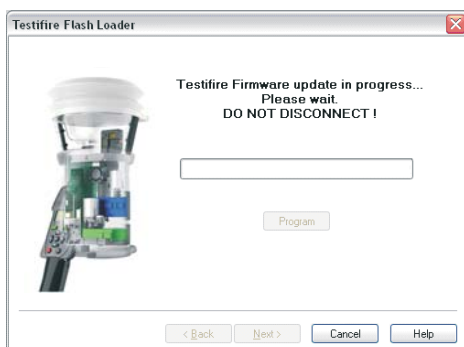 Testifire Flash Loader
Testifire Firmware update in progress...
Please wait.
DO NOT DISCONNECT !
Program
< Back Next > Cancel Help